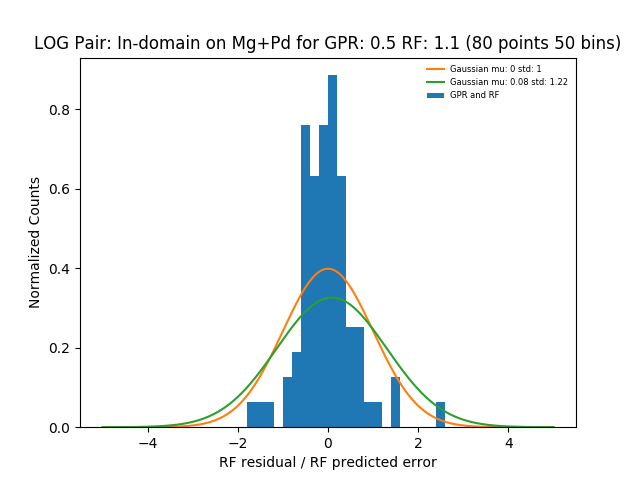 LOG Pair: In-domain on Mg+Pd for GPR: 0.5 RF: 1.1 (80 points 50 bins)
Gaussian mu: 0 std: 1
Gaussian mu: 0.08 std: 1.22
GPR and RF
Normalized Counts
0.8
0.6
0.4
0.2
0.0
−4
−2
0
2
4
RF residual / RF predicted error